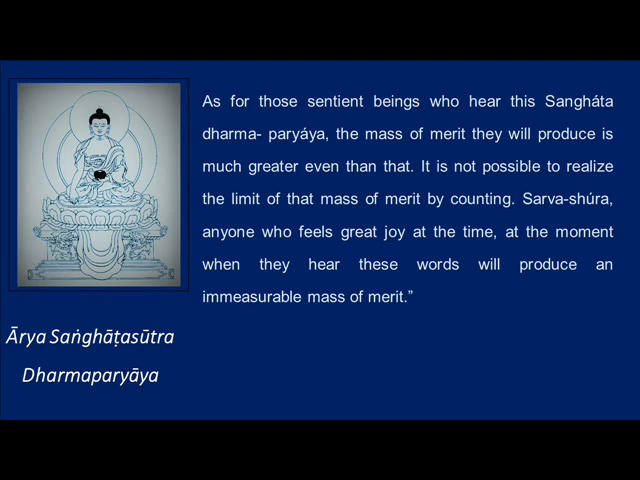 As for those sentient beings who hear this Sangháta
dharma- paryáya, the mass of merit they will produce is
much greater even than that. It is not possible to realize
the limit of that mass of merit by counting. Sarva-shúra,
anyone who feels great joy at the time, at the moment
when they hear these words will produce an
immeasurable mass of merit.”
Ārya Saṅghāṭasūtra
Dharmaparyāya